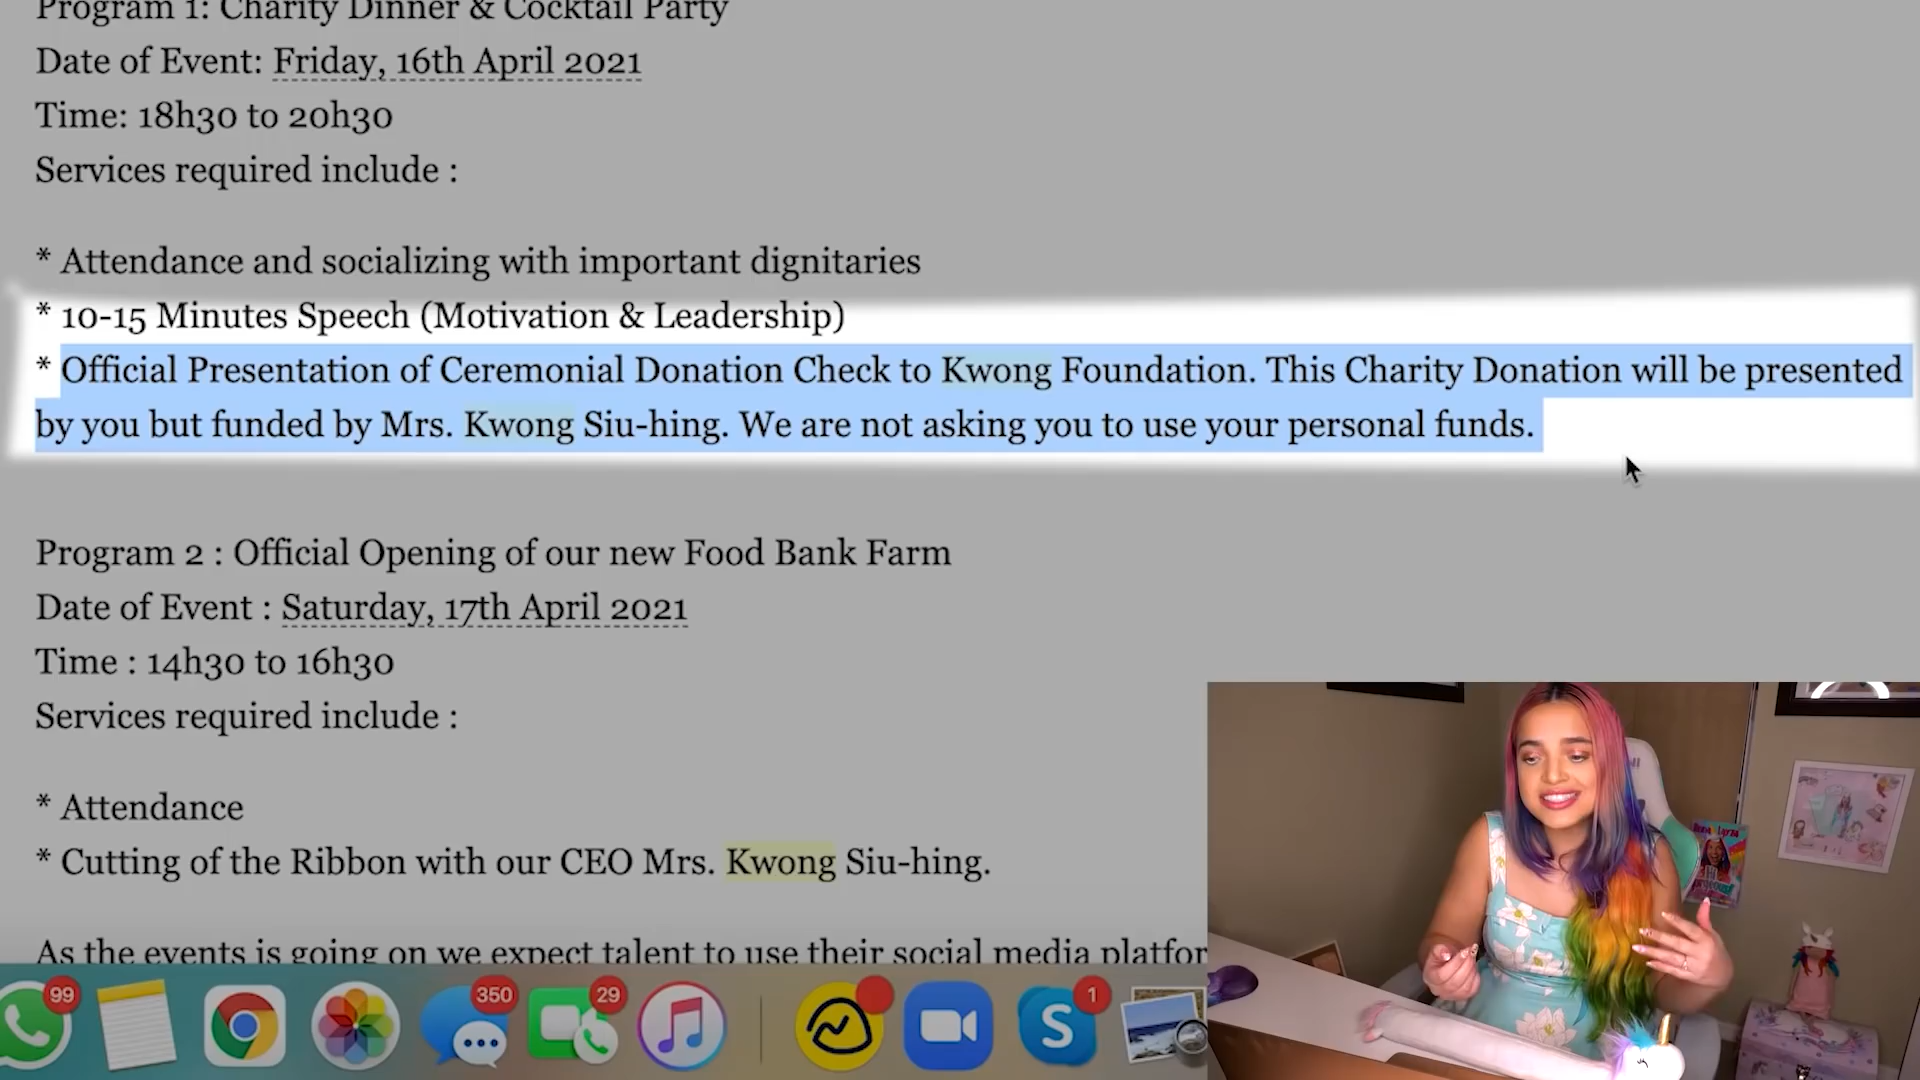 Program 1: Charity Dinner & Cocktail Party
Date of Event: Friday, 16th April 2021
Time: 18h30 to 20h30
Services required include :
* Attendance and socializing with important dignitaries
* 10-15 Minutes Speech (Motivation & Leadership)
* Official Presentation of Ceremonial Donation Check to Kwong Foundation. This Charity Donation will be presented
by you but funded by Mrs. Kwong Siu-hing. We are not asking you to use your personal funds.
Program 2 : Official Opening of our new Food Bank Farm
Date of Event : Saturday, 17th April 2021
Time : 14h30 to 16h30
Services required include :
* Attendance
* Cutting of the Ribbon with our CEO Mrs. Kwong Siu-hing.
As the events is going on we expect talent to use their social media platfor
99
350
29
1
S